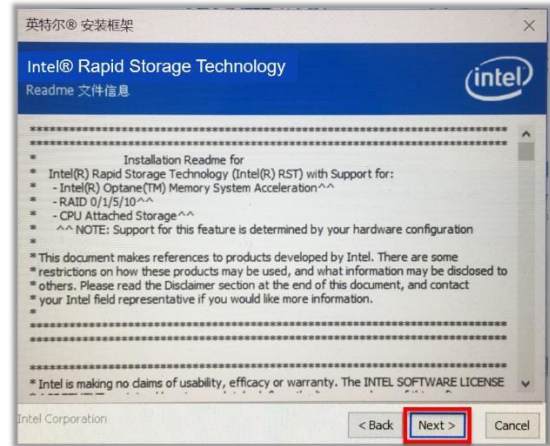 英特尔® 安装框架
Intel® Rapid Storage Technology
Readme 文件信息
intel
******************************************************************************
******************************************************************************
* Installation Readme for
* Intel(R) Rapid Storage Technology (Intel(R) RST) with Support for:
* - Intel(R) Optane(TM) Memory System Acceleration^^
* - RAID 0/1/5/10^^
* - CPU Attached Storage^^
* ^^ NOTE: Support for this feature is determined by your hardware configuration
*
* This document makes references to products developed by Intel. There are some
* restrictions on how these products may be used, and what information may be disclosed to
* others. Please read the Disclaimer section at the end of this document, and contact
* your Intel field representative if you would like more information.
*
******************************************************************************
******************************************************************************
******************************************************************************
* Intel is making no claims of usability, efficacy or warranty. The INTEL SOFTWARE LICENSE
Intel Corporation
< Back
Next >
Cancel